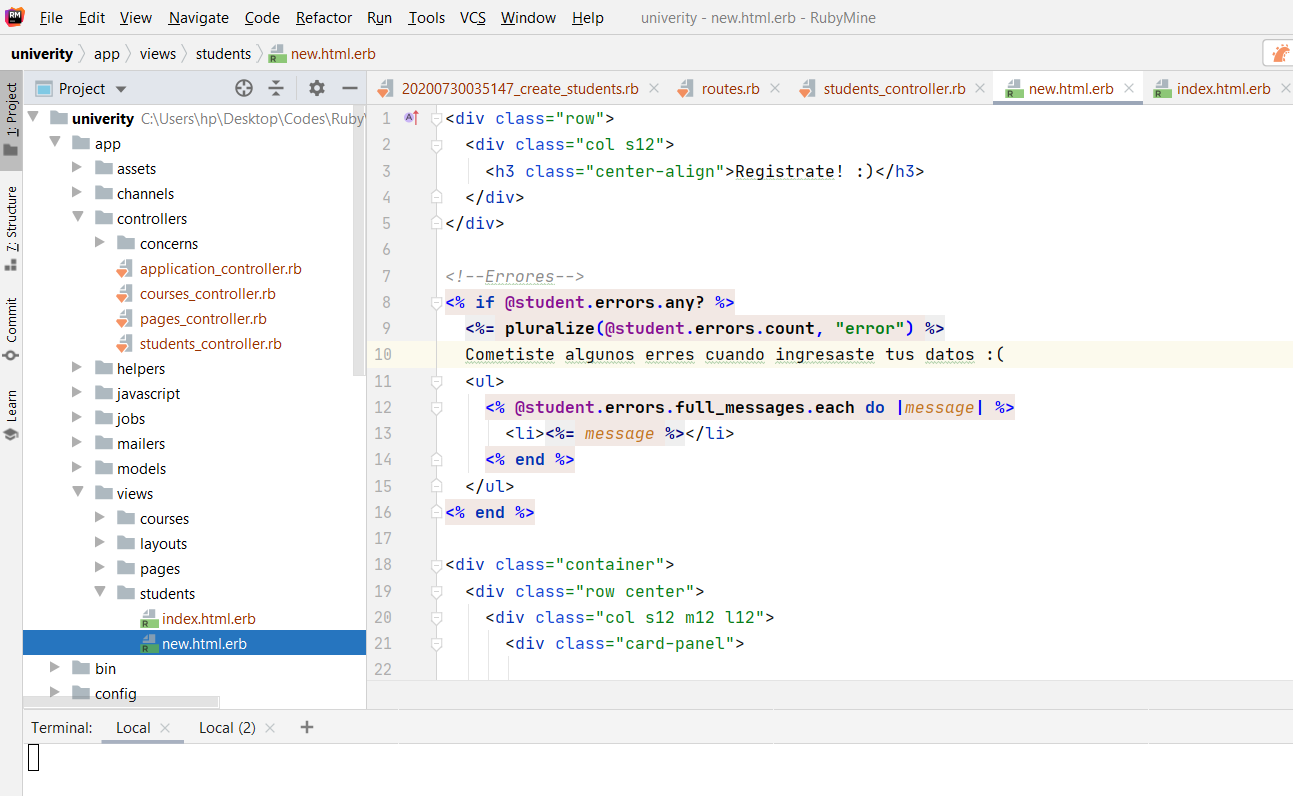 RM File Edit View Navigate Code Refactor Run Tools VCS Window Help univerity - new.html.erb - RubyMine
univerity app views students new.html.erb
1: Project
7: Structure
Commit
Learn
Project
20200730035147_create_students.rb routes.rb students_controller.rb new.html.erb index.html.erb
univerity C:\Users\hp\Desktop\Codes\Ruby\
app
assets
channels
controllers
concerns
application_controller.rb
courses_controller.rb
pages_controller.rb
students_controller.rb
helpers
javascript
jobs
mailers
models
views
courses
layouts
pages
students
index.html.erb
new.html.erb
bin
config
1 <div class="row">
2 <div class="col s12">
3 <h3 class="center-align">Registrate! :)</h3>
4 </div>
5 </div>
6
7 <!--Errores-->
8 <% if @student.errors.any? %>
9 <%= pluralize(@student.errors.count, "error") %>
10 Cometiste algunos erres cuando ingresaste tus datos :(
11 <ul>
12 <% @student.errors.full_messages.each do |message| %>
13 <li><%= message %></li>
14 <% end %>
15 </ul>
16 <% end %>
17
18 <div class="container">
19 <div class="row center">
20 <div class="col s12 m12 l12">
21 <div class="card-panel">
22
Terminal: Local Local (2)